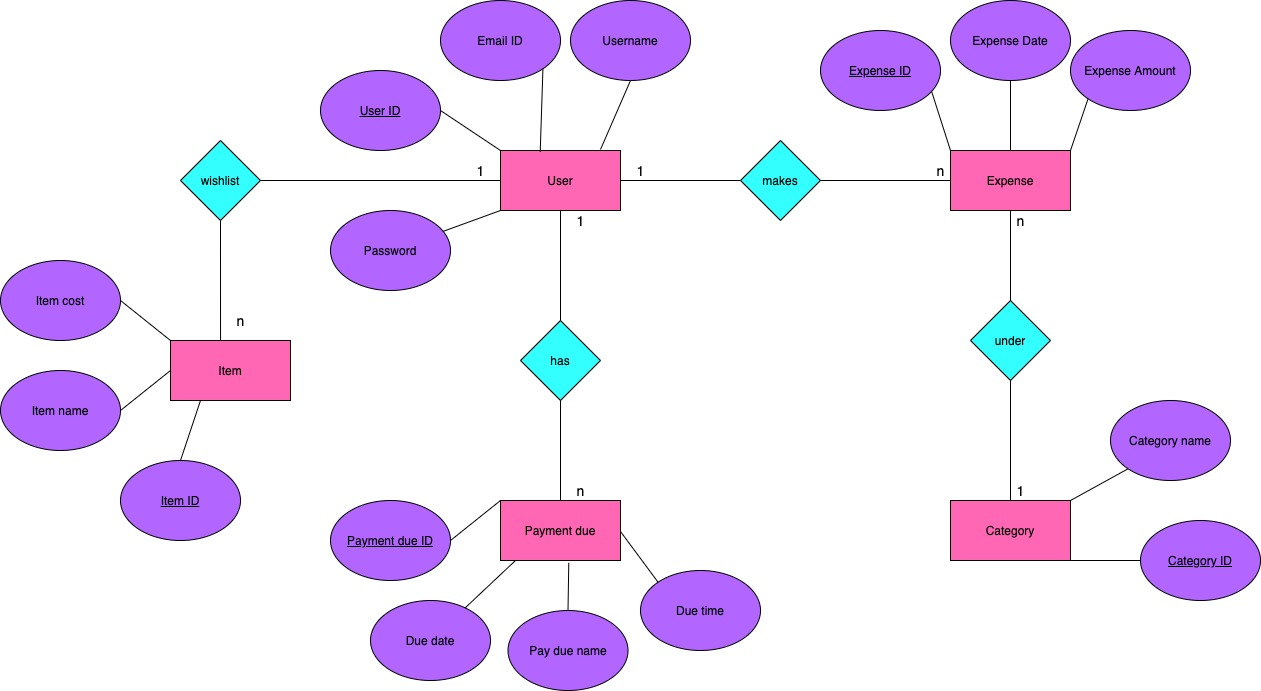 Email ID
Username
Expense Date
Expense ID
Expense Amount
User ID
wishlist
1
User
1
makes
n
Expense
1
n
Password
Item cost
n
under
has
Item
Item name
Category name
Item ID
n
1
Payment due ID
Payment due
Category
Category ID
Due time
Due date
Pay due name